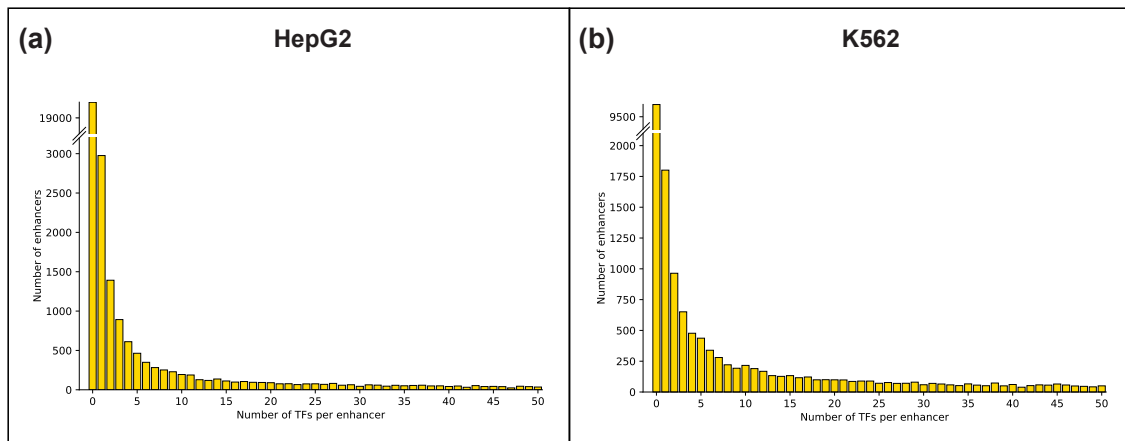 (a)
HepG2
19000
3000
2500
2000
1500
1000
500
0
Number of enhancers
0 5 10 15 20 25 30 35 40 45 50
Number of TFs per enhancer
(b)
K562
9500
2000
1750
1500
1250
1000
750
500
250
0
Number of enhancers
0 5 10 15 20 25 30 35 40 45 50
Number of TFs per enhancer